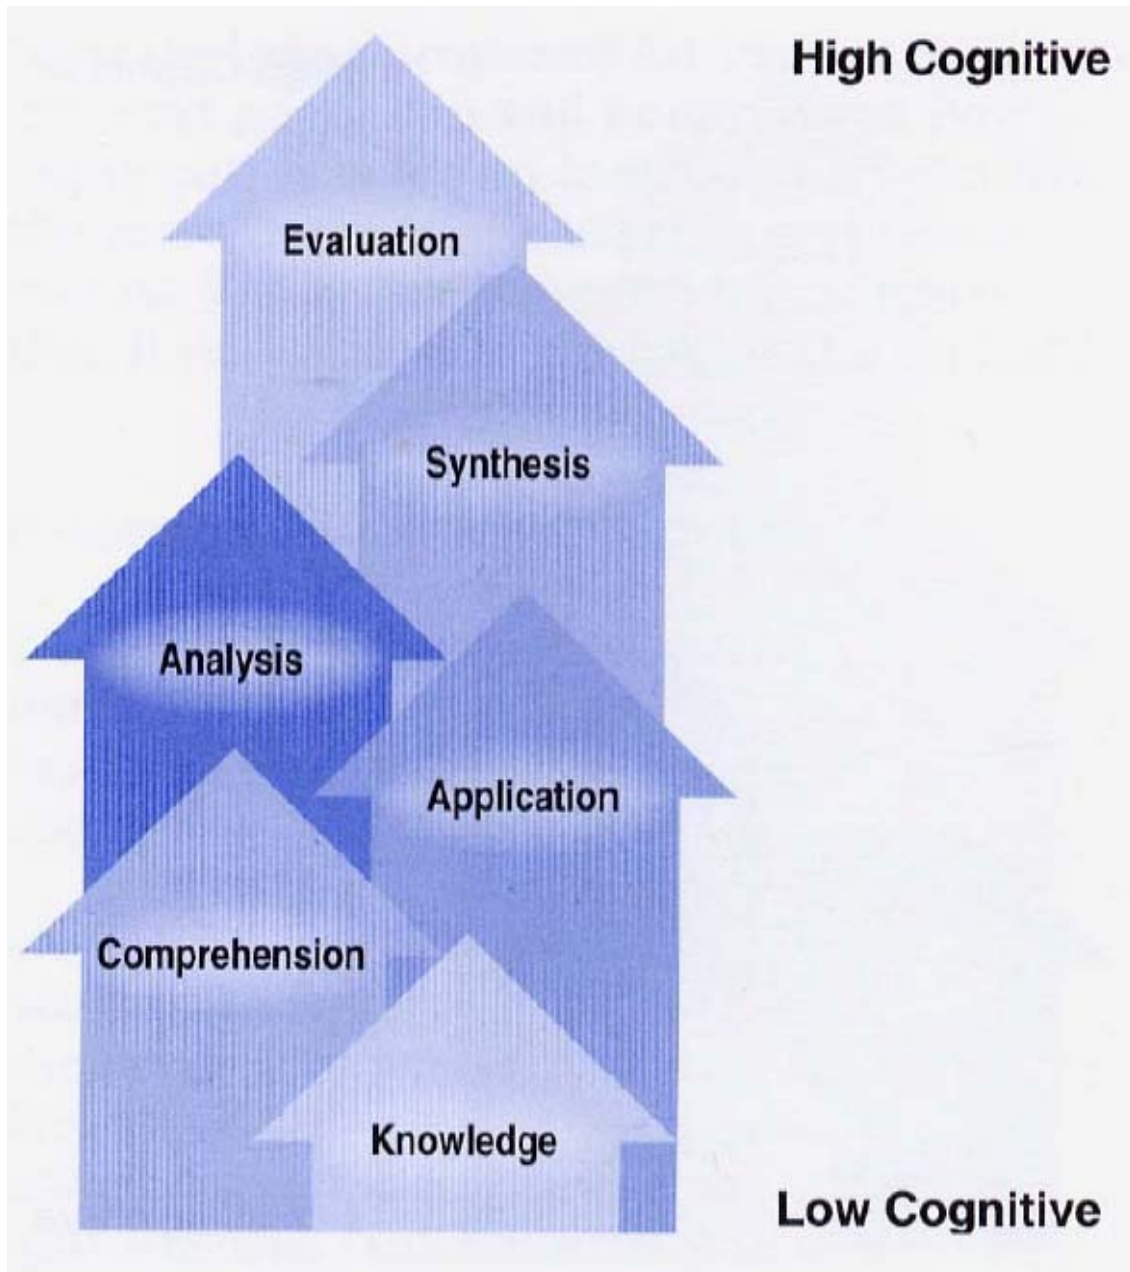 High Cognitive
Evaluation
Synthesis
Analysis
Application
Comprehension
Knowledge
Low Cognitive